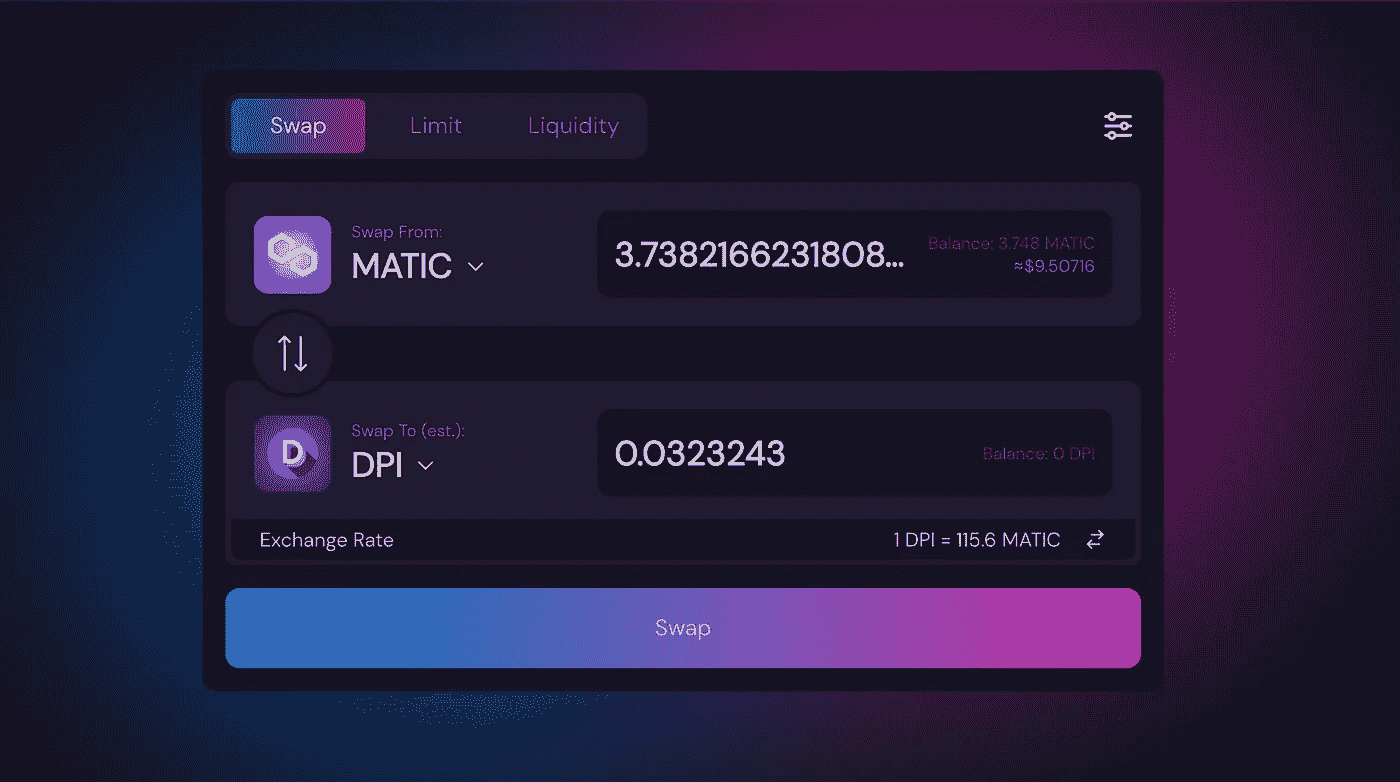 Swap Limit Liquidity
Swap From:
MATIC
3.7382166231808...
Balance: 3.748 MATIC
≈$9.50716
D
Swap To (est.):
DPI
0.0323243
Balance: 0 DPI
Exchange Rate 1 DPI = 115.6 MATIC
Swap